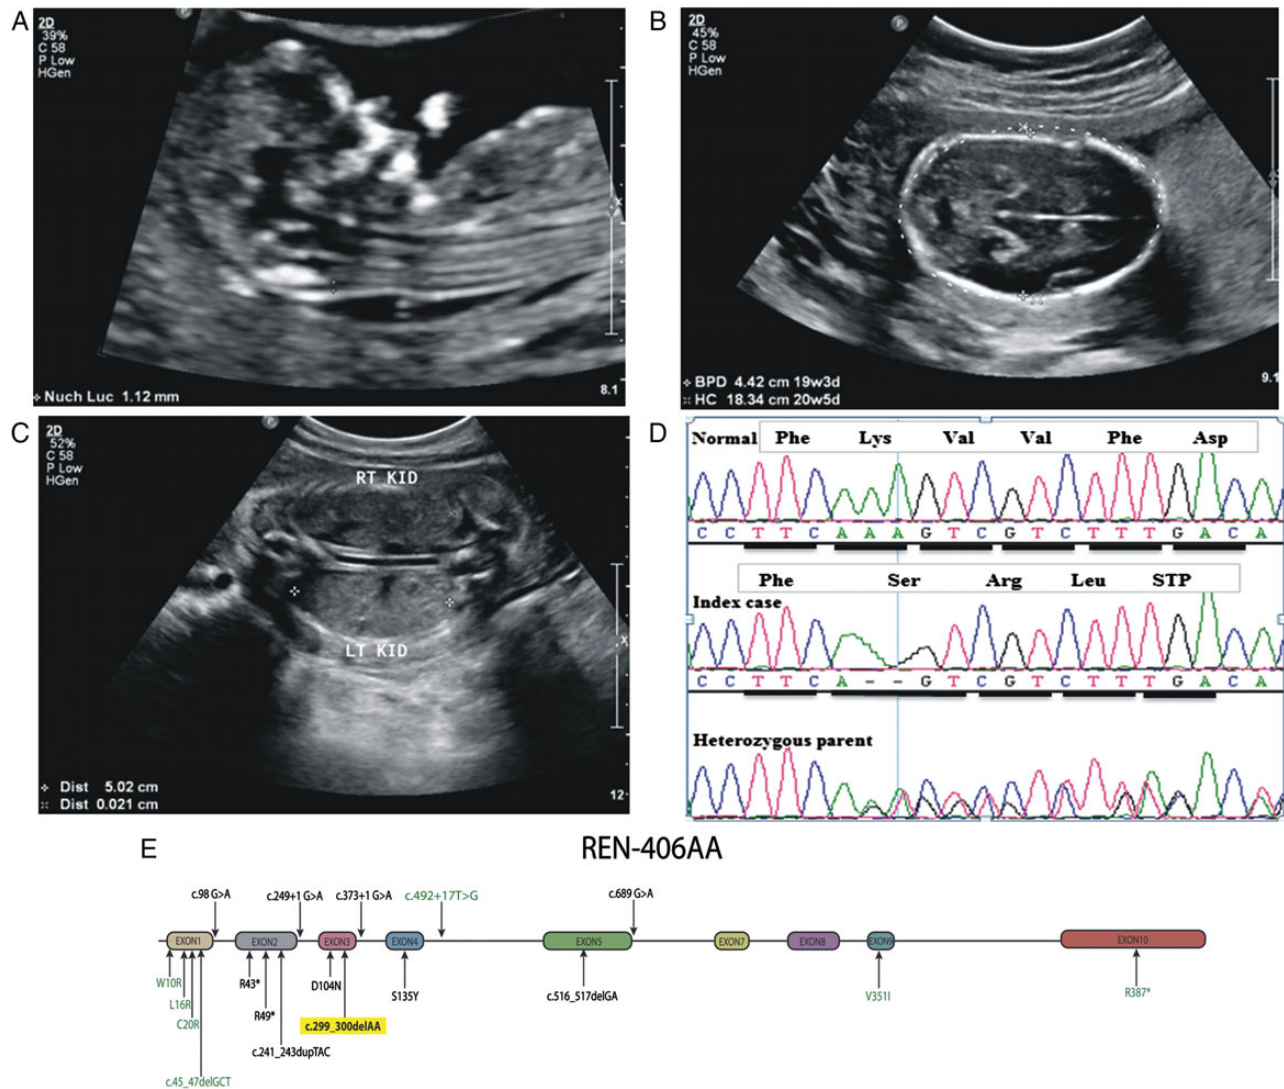 A
2D
39%
C 58
P Low
HGen
P
x
Nuch Luc 1.12 mm
8.1
B
2D
45%
C 58
P Low
HGen
P
BPD 4.42 cm 19w3d
HC 18.34 cm 20w5d
9.1
C
2D
52%
C 58
P Low
HGen
P
RT KID
LT KID
x
Dist 5.02 cm
Dist 0.021 cm
12
D
Normal Phe Lys Val Val Phe Asp
C C T T C A A A G T C G T C T T T G A C A
Phe Ser Arg Leu STP
Index case
C C T T C A - - G T C G T C T T T G A C A
Heterozygous parent
E
REN-406AA
c.98 G>A
c.249+1 G>A
c.373+1 G>A
c.492+17T>G
c.689 G>A
EXON1
EXON2
EXON3
EXON4
EXON5
EXON7
EXON8
EXON9
EXON10
W10R
L16R
C20R
c.45_47delGCT
R43*
R49*
c.241_243dupTAC
D104N
c.299_300delAA
S135Y
c.516_517delGA
V351I
R387*